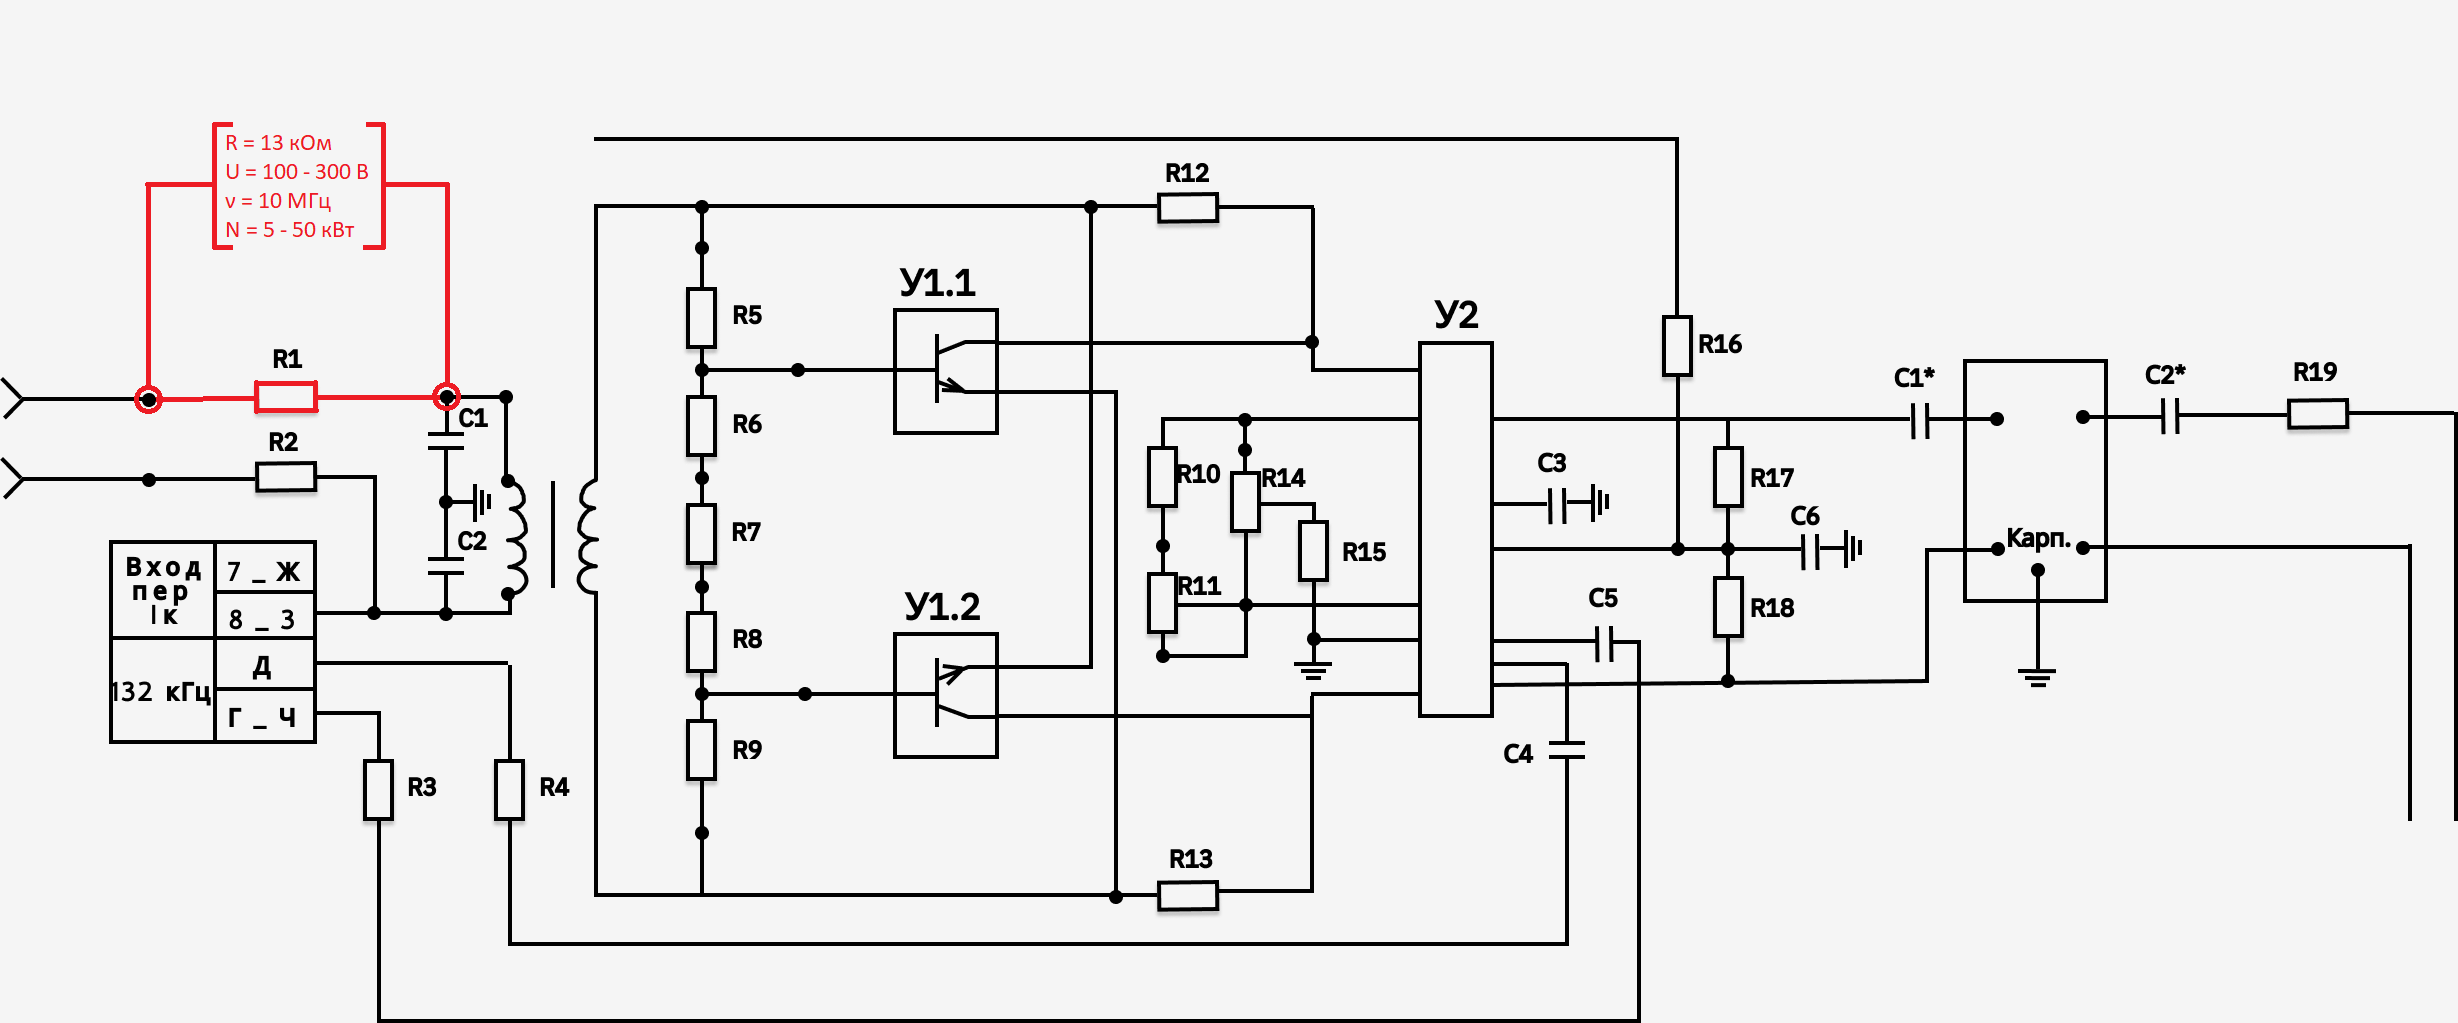 R = 13 кОм
U = 100 - 300 В
ν = 10 МГц
N = 5 - 50 кВт
R12
У1.1
R5
У2
R16
R1
C1*
C2*
R19
C1
R6
R2
R10
R14
C3
R17
C2
R7
R15
C6
Карп.
Вход
пер
Iк
7 _ Ж
8 _ З
R11
C5
R18
У1.2
R8
Д
132 кГц
Г _ Ч
R9
C4
R3
R4
R13